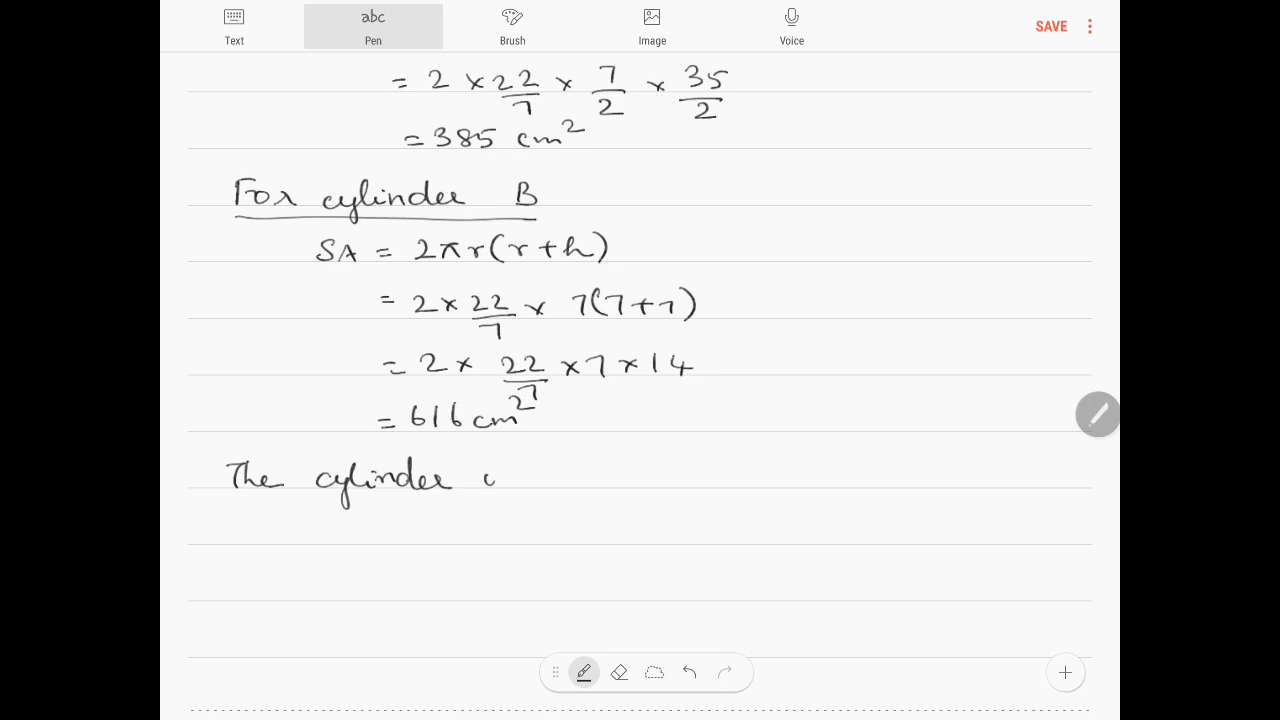 Text Pen Brush Image Voice SAVE
abc
= 2 × 22/7 × 7/2 × 35/2
= 385 cm²
For cylinder B
SA = 2πr(r+h)
= 2 × 22/7 × 7(7+7)
= 2 × 22/7 × 7 × 14
= 616 cm²
The cylinder